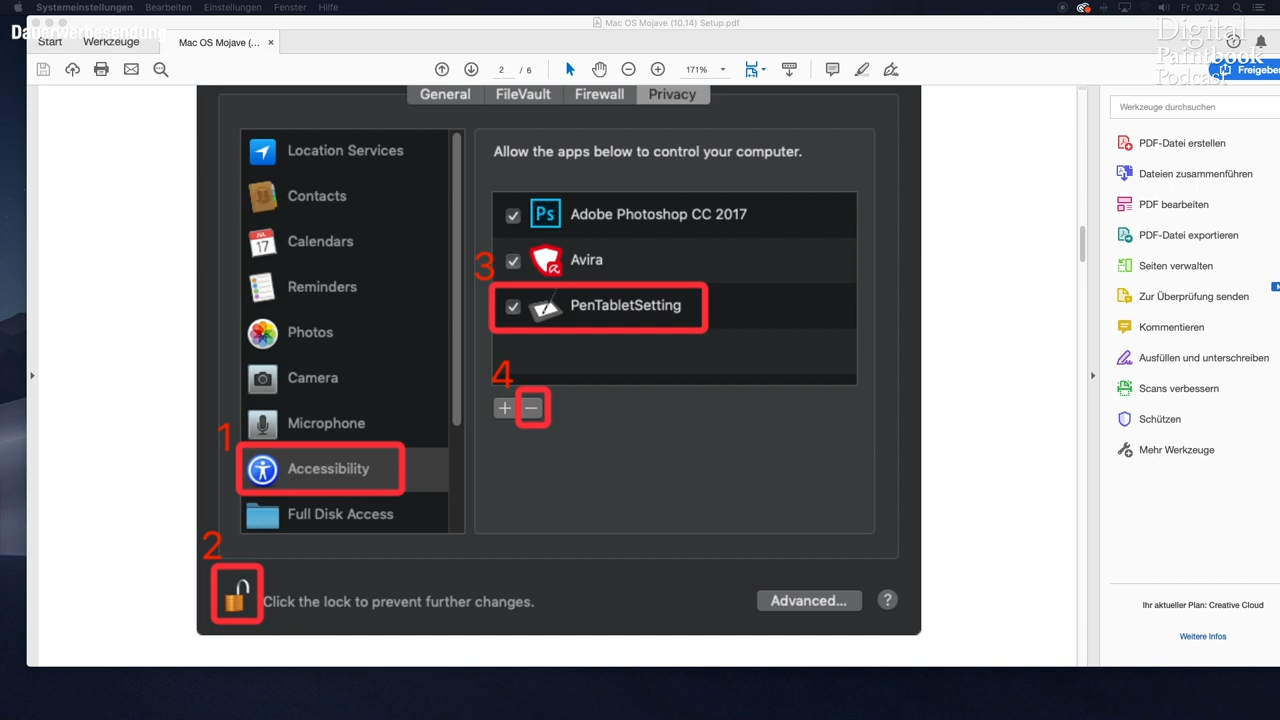 Systemeinstellungen Bearbeiten Einstellungen Fenster Hilfe
Fr. 07:42
Dauerwerbesendung
Mac OS Mojave (10.14) Setup.pdf
Digital
Paintbook
Podcast
Start Werkzeuge Mac OS Mojave (... ×
2 / 6 171%
Freigeben
Werkzeuge durchsuchen
PDF-Datei erstellen
Dateien zusammenführen
PDF bearbeiten
PDF-Datei exportieren
Seiten verwalten
Zur Überprüfung senden
Kommentieren
Ausfüllen und unterschreiben
Scans verbessern
Schützen
Mehr Werkzeuge
Ihr aktueller Plan: Creative Cloud
Weitere Infos
General FileVault Firewall Privacy
Location Services
Contacts
JUL
17
Calendars
Reminders
Photos
Camera
Microphone
1
Accessibility
Full Disk Access
Allow the apps below to control your computer.
Ps Adobe Photoshop CC 2017
Avira
3
PenTabletSetting
4
+ −
2
Click the lock to prevent further changes.
Advanced... ?